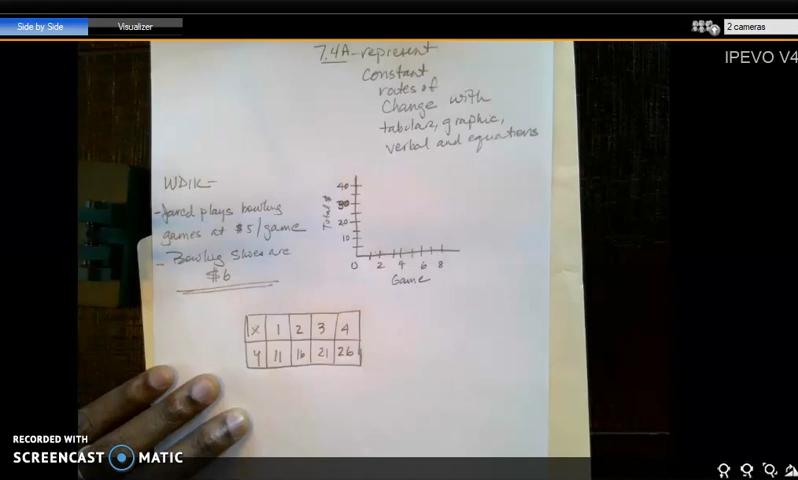 Side by Side
Visualizer
2 cameras
IPEVO V4
7.4A-represent
Constant
rates of
Change with
tabular, graphic,
verbal and equations
WDIK-
-Jared plays bowling
games at $5/game
- Bowling Shoes are
$6
Total $
40
30
20
10
0 2 4 6 8
Game
X 1 2 3 4
Y 11 16 21 26
RECORDED WITH
SCREENCAST MATIC